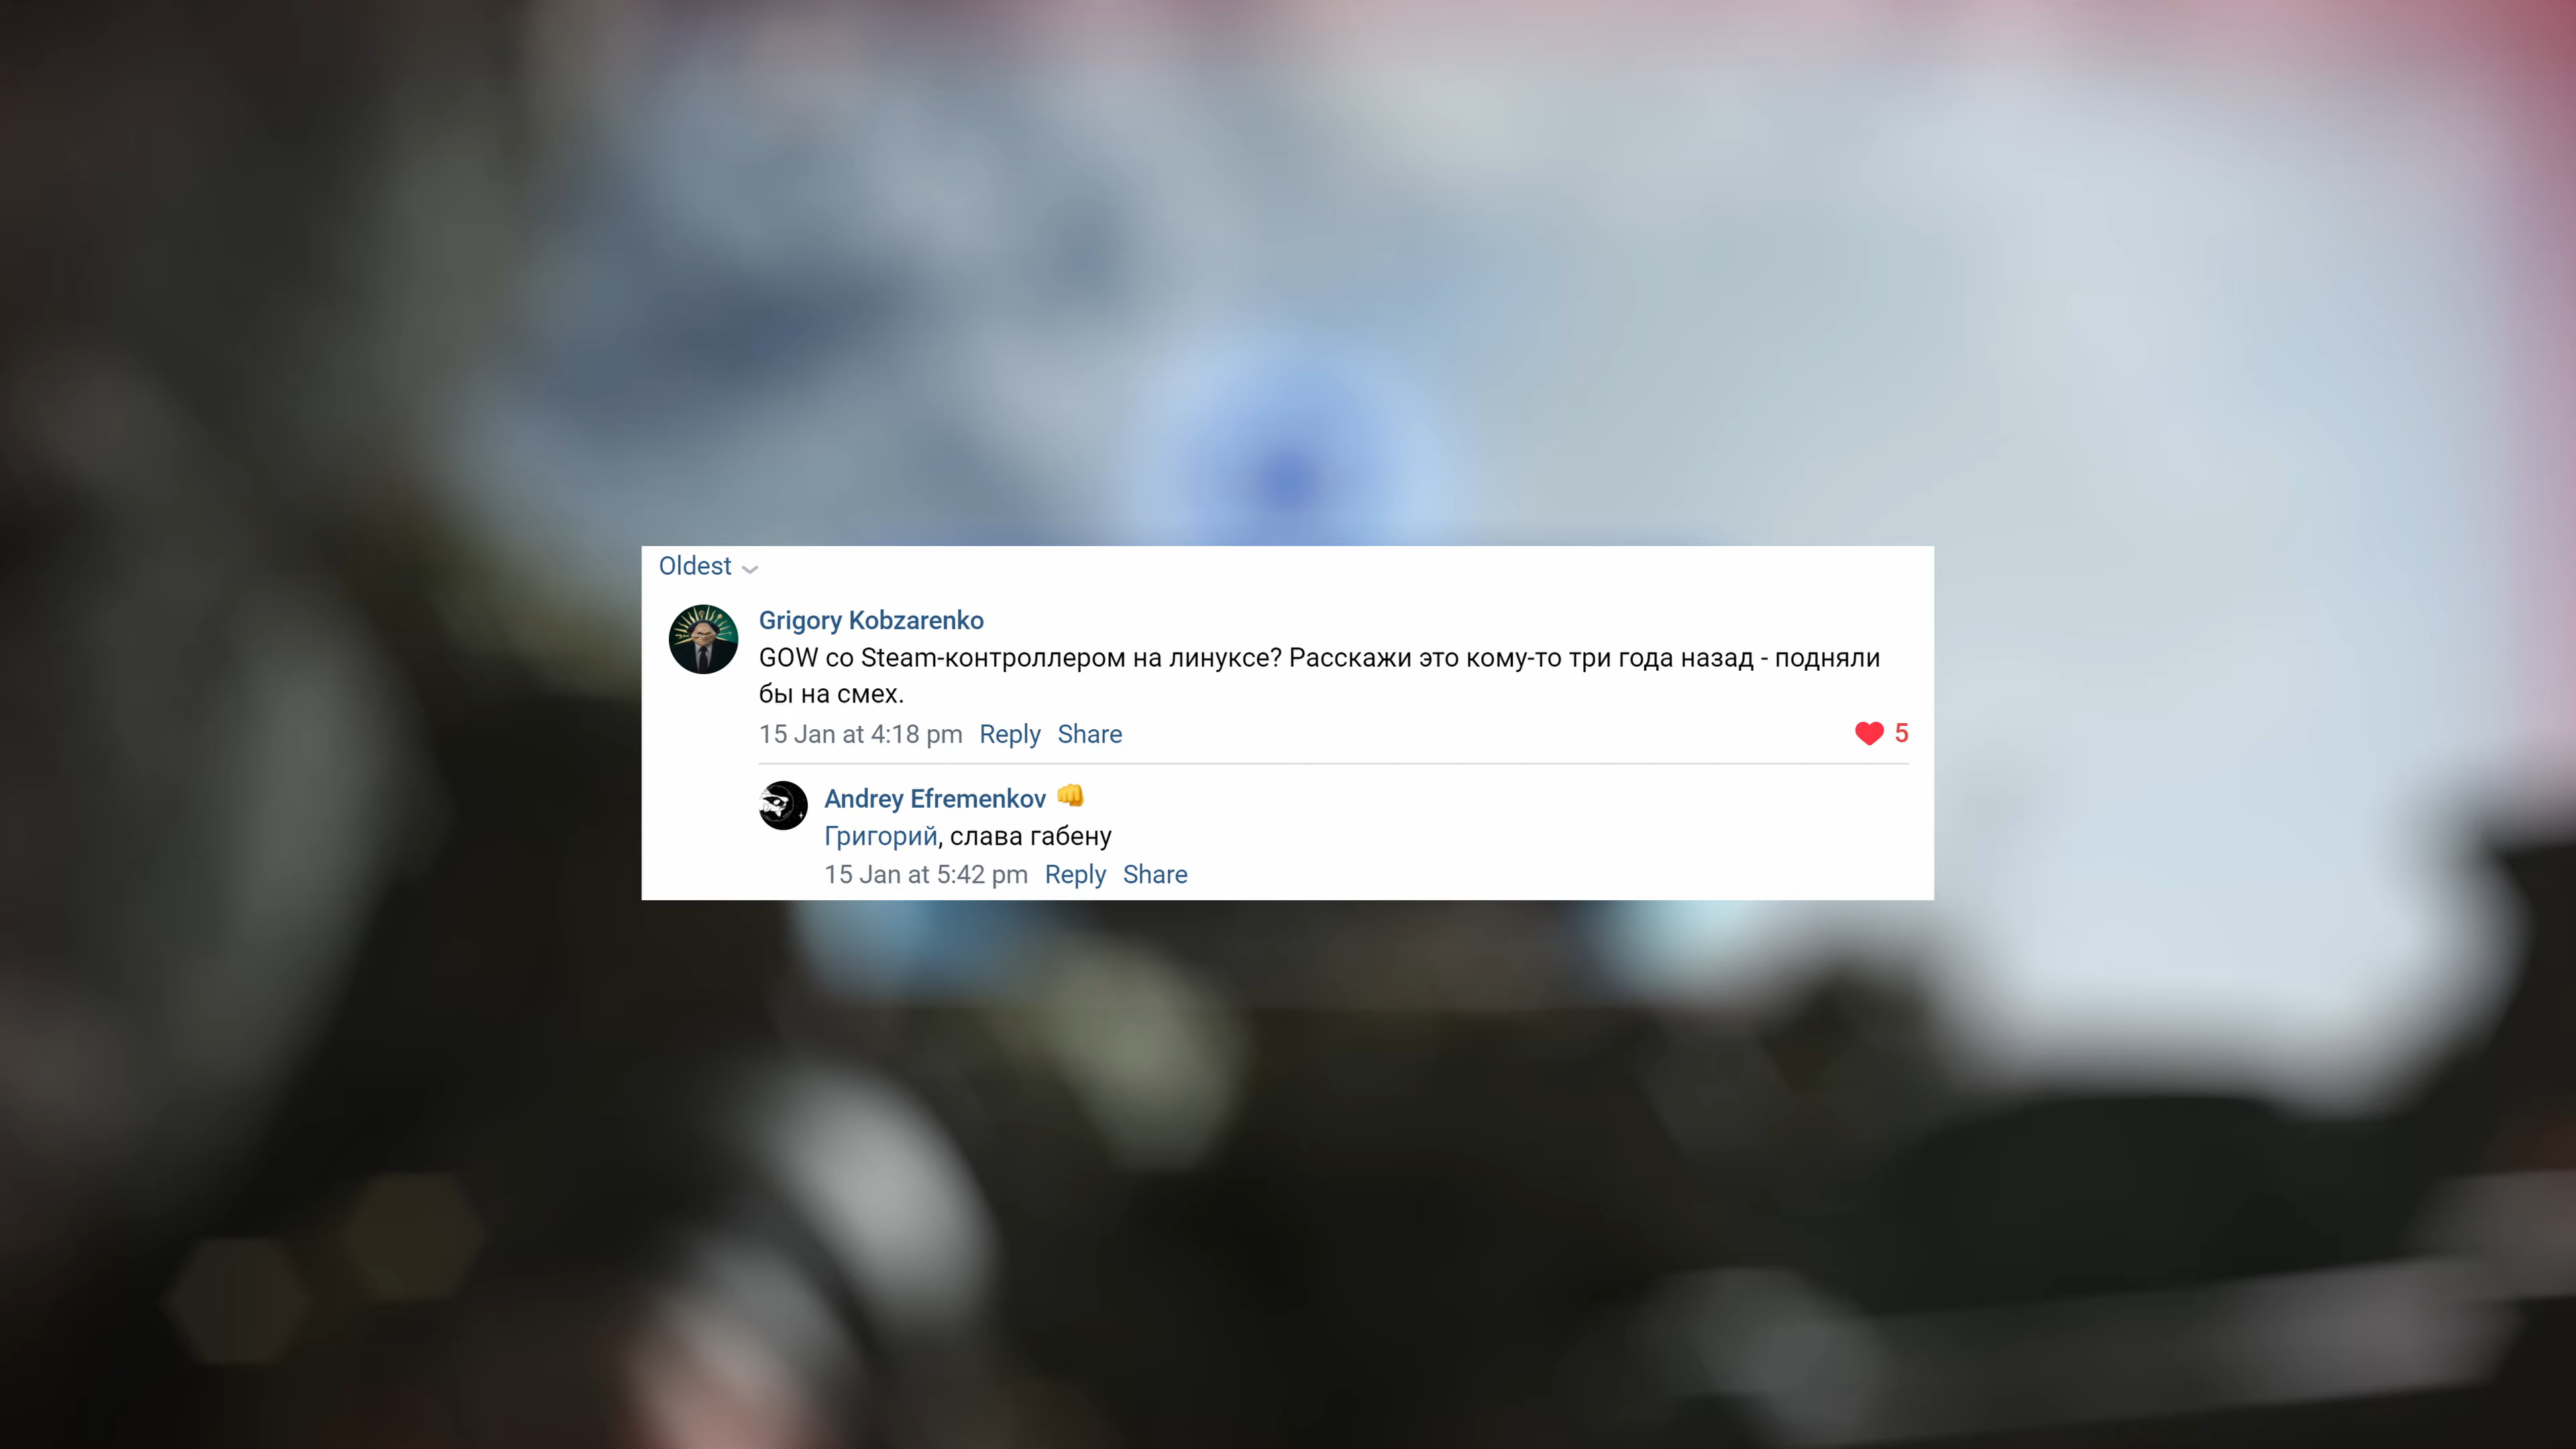 Oldest
Grigory Kobzarenko
GOW со Steam-контроллером на линуксе? Расскажи это кому-то три года назад - подняли
бы на смех.
15 Jan at 4:18 pm Reply Share 5
Andrey Efremenkov 👊
Григорий, слава габену
15 Jan at 5:42 pm Reply Share